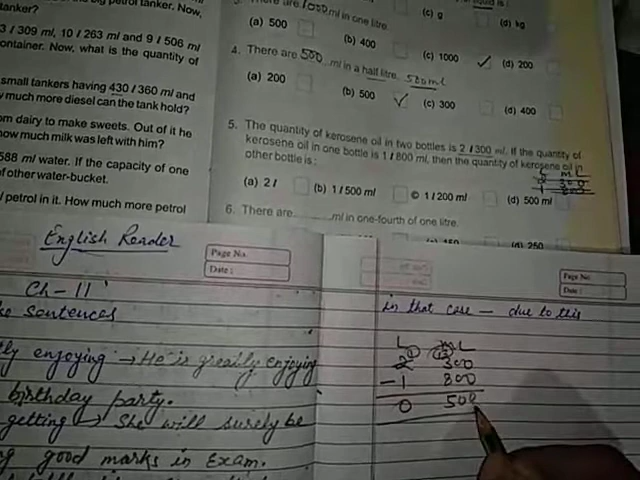 tanker?
3 l 309 ml, 10 l 263 ml and 9 l 506 ml
container. Now, what is the quantity of
small tankers having 430 l 360 ml and
much more diesel can the tank hold?
om dairy to make sweets. Out of it he
how much milk was left with him?
588 ml water. If the capacity of one
of other water-bucket.
petrol in it. How much more petrol
1000 ml in one litre.
(a) 500 (b) 400 (c) 1000 (d) 200
(c) g (d) kg
4. There are 500 ml in a half litre. 500ml
(a) 200 (b) 500 (c) 300 (d) 400
5. The quantity of kerosene oil in two bottles is 2 l 300 ml. If the quantity of
kerosene oil in one bottle is 1 l 800 ml, then the quantity of kerosene oil in
other bottle is :
(a) 2 l (b) 1 l 500 ml © 1 l 200 ml (d) 500 ml
6. There are ............ml in one-fourth of one litre.
(d) 250
English Reader
Page No.
Date :
Ch - 11
Sentences
enjoying → He is greatly enjoying
birthday party.
getting → She will surely be
good marks in Exam.
Page No.
Date :
in that case — due to this
L ML
2 300
- 1 800
0 500